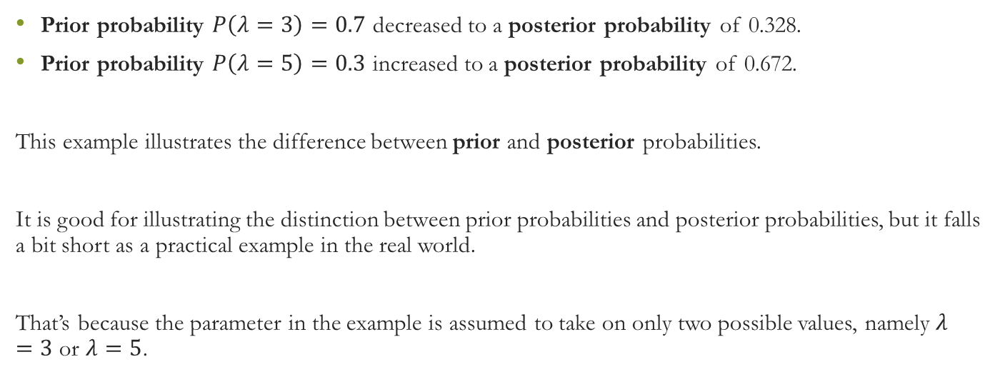 • Prior probability P(λ = 3) = 0.7 decreased to a posterior probability of 0.328.
• Prior probability P(λ = 5) = 0.3 increased to a posterior probability of 0.672.
This example illustrates the difference between prior and posterior probabilities.
It is good for illustrating the distinction between prior probabilities and posterior probabilities, but it falls
a bit short as a practical example in the real world.
That’s because the parameter in the example is assumed to take on only two possible values, namely λ
= 3 or λ = 5.